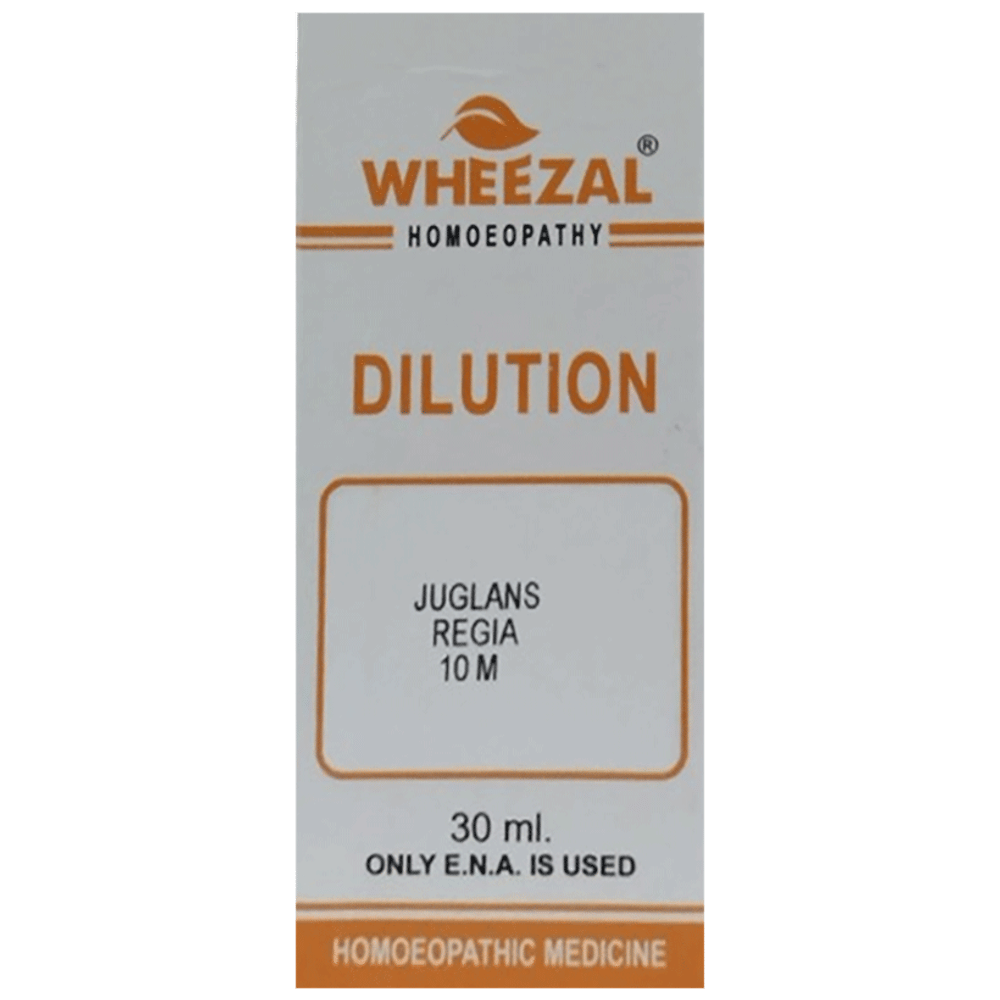 WHEEZAL®
HOMOEOPATHY
DILUTION
JUGLANS
REGIA
10 M
30 ml.
ONLY E.N.A. IS USED
HOMOEOPATHIC MEDICINE